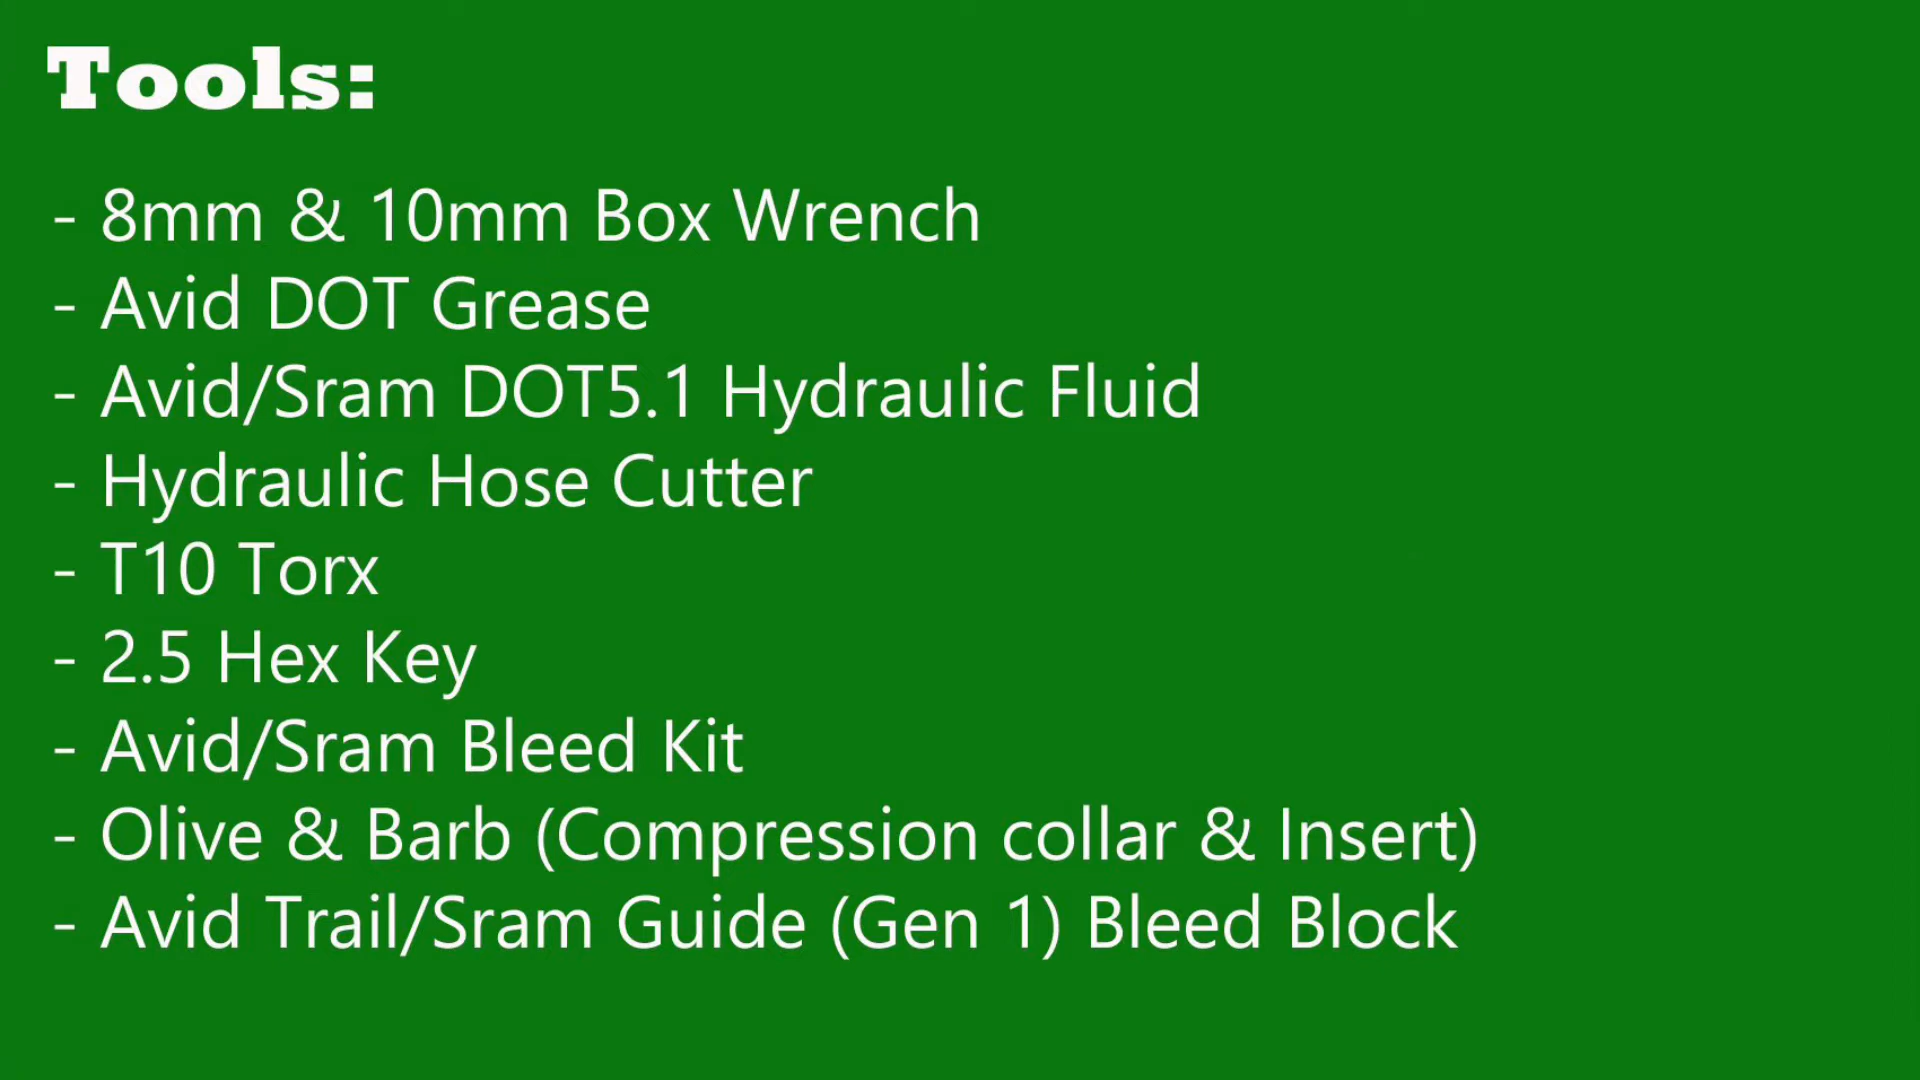 Tools:
- 8mm & 10mm Box Wrench
- Avid DOT Grease
- Avid/Sram DOT5.1 Hydraulic Fluid
- Hydraulic Hose Cutter
- T10 Torx
- 2.5 Hex Key
- Avid/Sram Bleed Kit
- Olive & Barb (Compression collar & Insert)
- Avid Trail/Sram Guide (Gen 1) Bleed Block